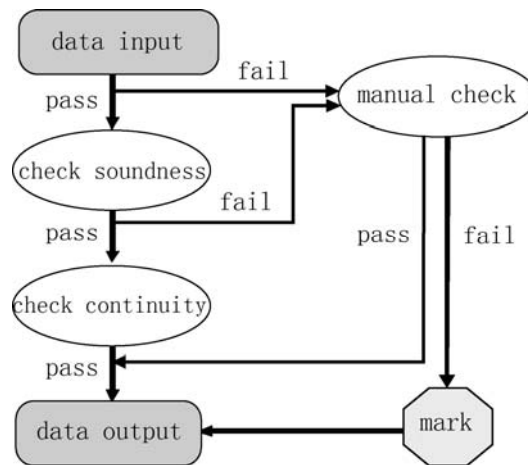 data input
fail
pass
manual check
check soundness
fail
pass
pass
fail
check continuity
pass
mark
data output